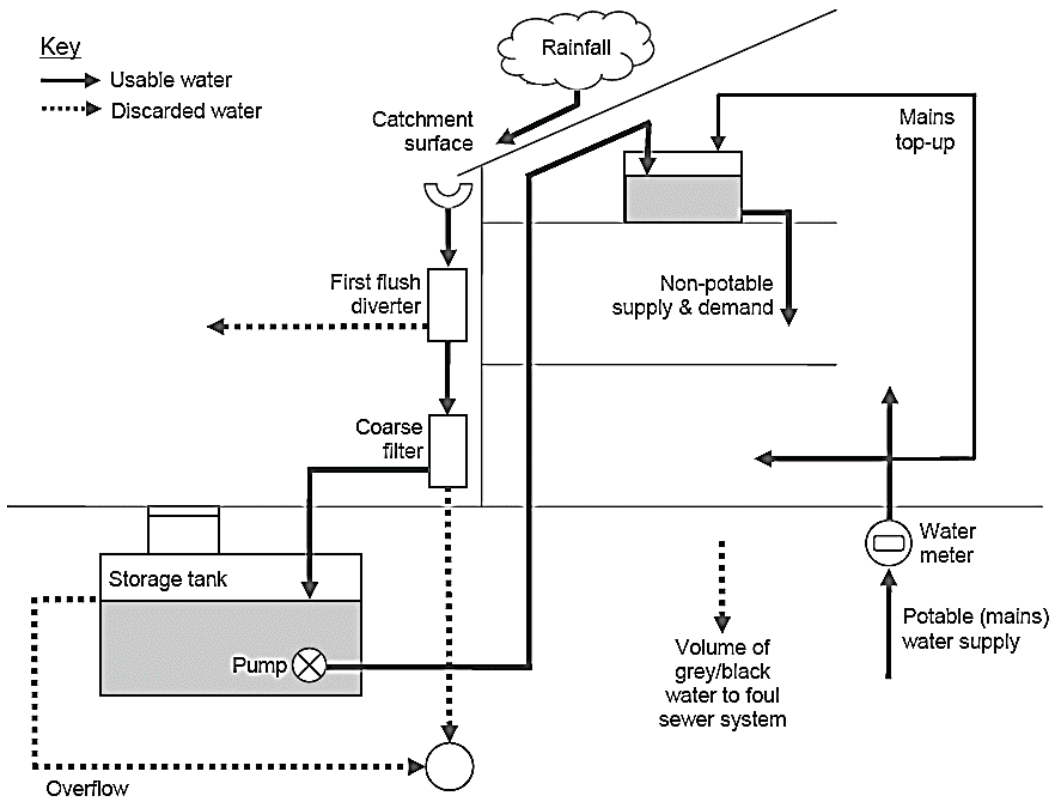 Key
Usable water
Discarded water
Rainfall
Catchment
surface
Mains
top-up
First flush
diverter
Non-potable
supply & demand
Coarse
filter
Water
meter
Storage tank
Pump
Potable (mains)
water supply
Volume of
grey/black
water to foul
sewer system
Overflow